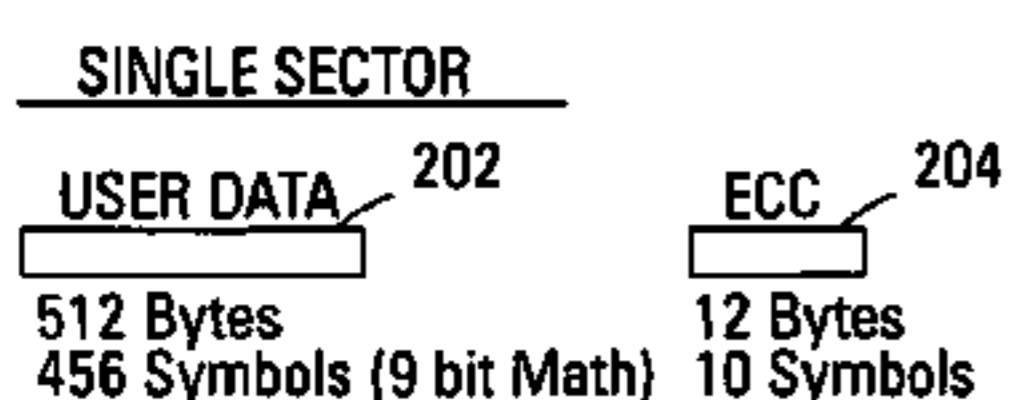 SINGLE SECTOR
USER DATA 202
ECC 204
512 Bytes
456 Symbols (9 bit Math)
12 Bytes
10 Symbols